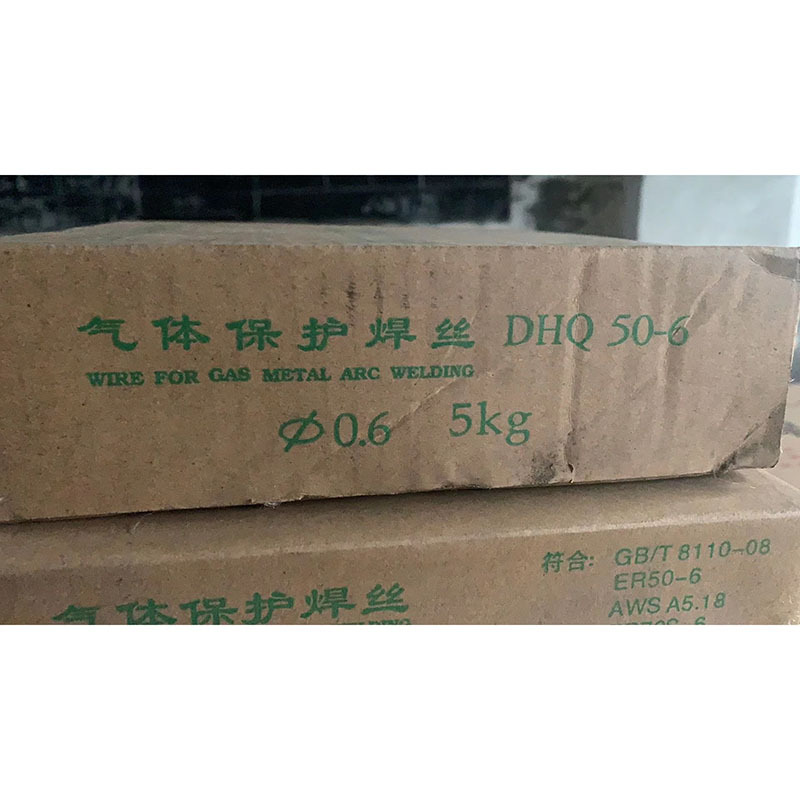 气体保护焊丝 DHQ 50-6
WIRE FOR GAS METAL ARC WELDING
Ø0.6 5kg
符合: GB/T 8110-08
ER50-6
AWS A5.18
气体保护焊丝